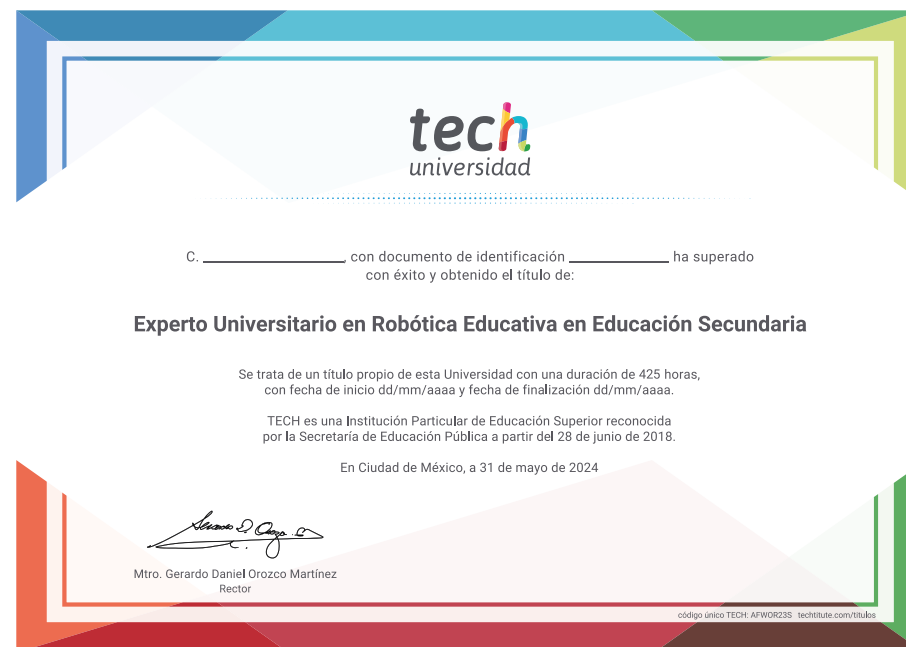 tech
universidad
C. ____________, con documento de identificación ____________ ha superado
con éxito y obtenido el título de:
Experto Universitario en Robótica Educativa en Educación Secundaria
Se trata de un título propio de esta Universidad con una duración de 425 horas,
con fecha de inicio dd/mm/aaaa y fecha de finalización dd/mm/aaaa.
TECH es una Institución Particular de Educación Superior reconocida
por la Secretaría de Educación Pública a partir del 28 de junio de 2018.
En Ciudad de México, a 31 de mayo de 2024
Mtro. Gerardo Daniel Orozco Martínez
Rector
código único TECH: AFWOR23S techtitute.com/titulos